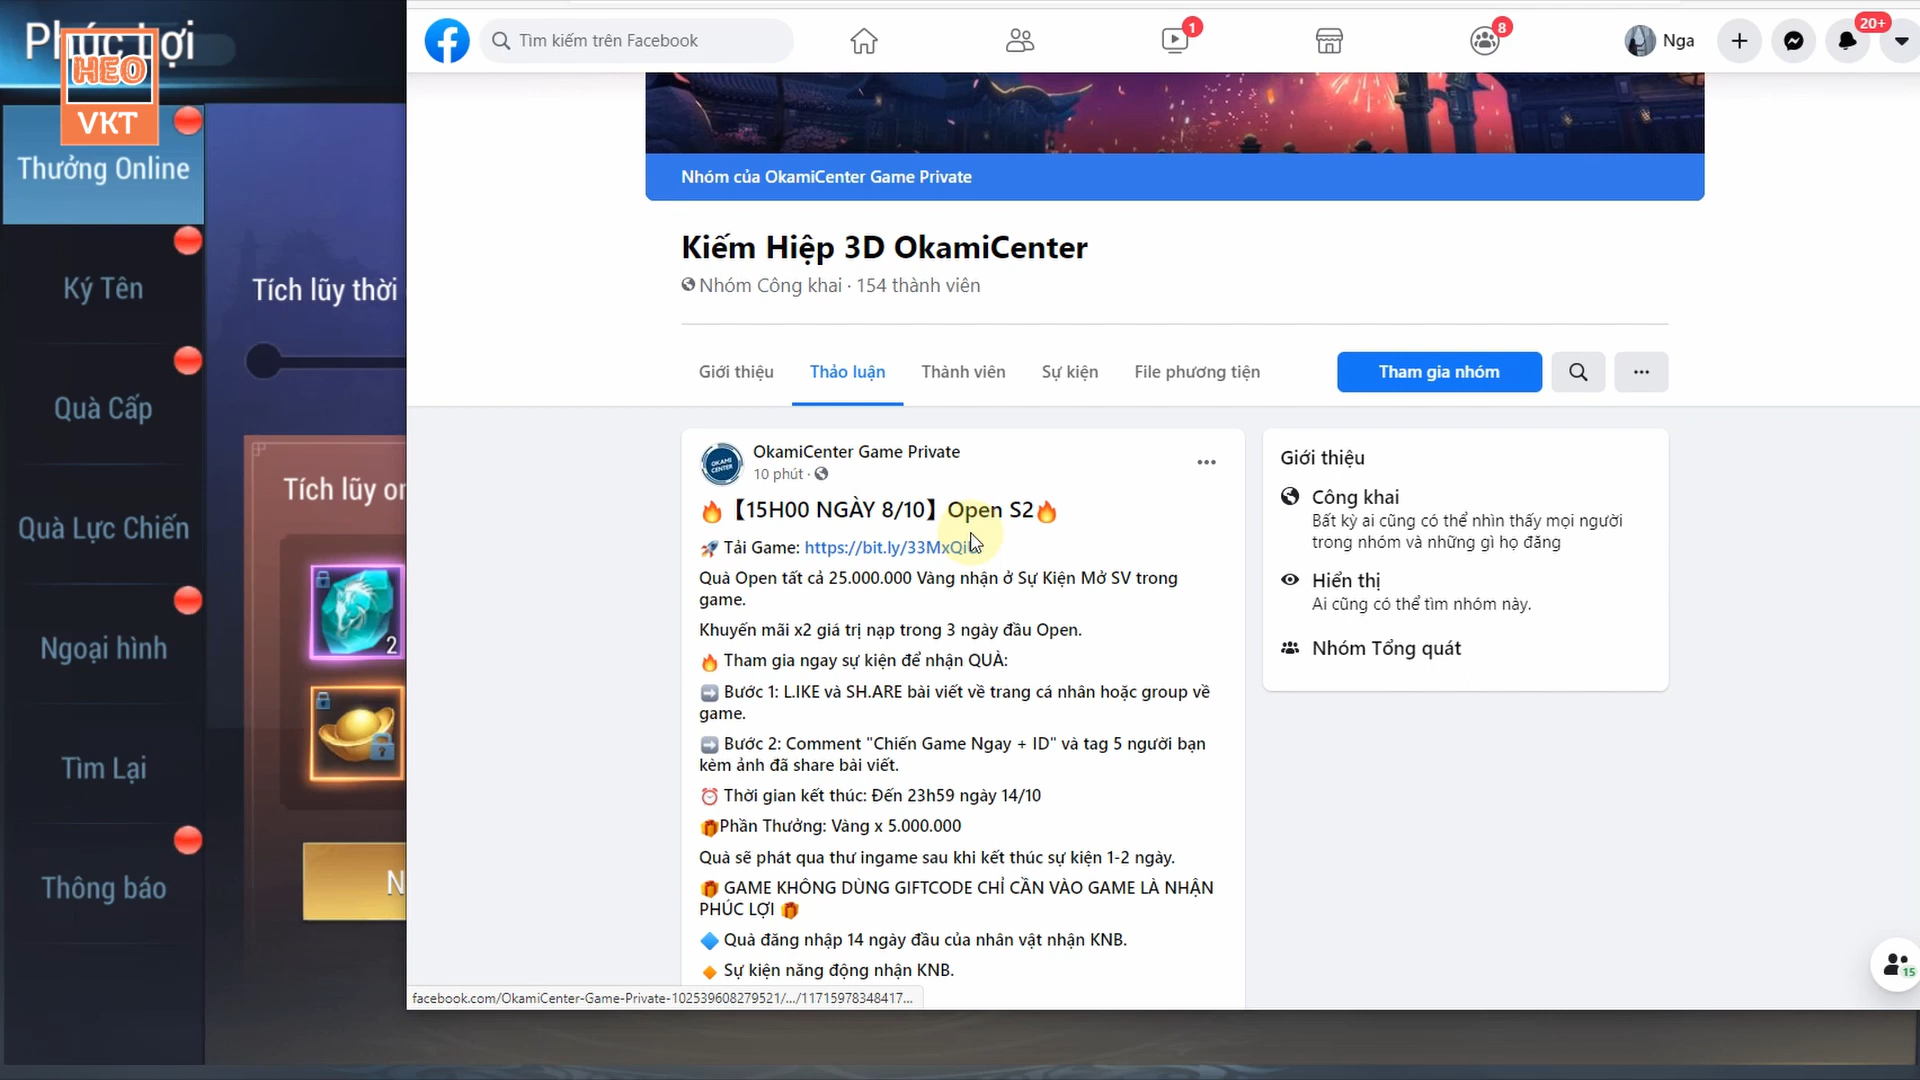 Phúc Lợi
HEO
VKT
Thưởng Online
Ký Tên
Quà Cấp
Quà Lực Chiến
Ngoại hình
Tìm Lại
Thông báo
Tích lũy thời
Tích lũy
2
N
Tìm kiếm trên Facebook
1
8
Nga
20+
Nhóm của OkamiCenter Game Private
Kiếm Hiệp 3D OkamiCenter
Nhóm Công khai · 154 thành viên
Giới thiệu
Thảo luận
Thành viên
Sự kiện
File phương tiện
Tham gia nhóm
OKAMI
CENTER
OkamiCenter Game Private
10 phút ·
🔥【15H00 NGÀY 8/10】Open S2🔥
🚀 Tải Game: 
Quà Open tất cả 25.000.000 Vàng nhận ở Sự Kiện Mở SV trong
game.
Khuyến mãi x2 giá trị nạp trong 3 ngày đầu Open.
🔥 Tham gia ngay sự kiện để nhận QUÀ:
➡️ Bước 1: L.IKE và SH.ARE bài viết về trang cá nhân hoặc group về
game.
➡️ Bước 2: Comment "Chiến Game Ngay + ID" và tag 5 người bạn
kèm ảnh đã share bài viết.
⏰ Thời gian kết thúc: Đến 23h59 ngày 14/10
🎁Phần Thưởng: Vàng x 5.000.000
Quà sẽ phát qua thư ingame sau khi kết thúc sự kiện 1-2 ngày.
🎁 GAME KHÔNG DÙNG GIFTCODE CHỈ CẦN VÀO GAME LÀ NHẬN
PHÚC LỢI 🎁
🔷 Quà đăng nhập 14 ngày đầu của nhân vật nhận KNB.
🔸 Sự kiện năng động nhận KNB.
Giới thiệu
Công khai
Bất kỳ ai cũng có thể nhìn thấy mọi người
trong nhóm và những gì họ đăng
Hiển thị
Ai cũng có thể tìm nhóm này.
Nhóm Tổng quát
15
facebook.com/OkamiCenter-Game-Private-102539608279521/.../11715978348417...